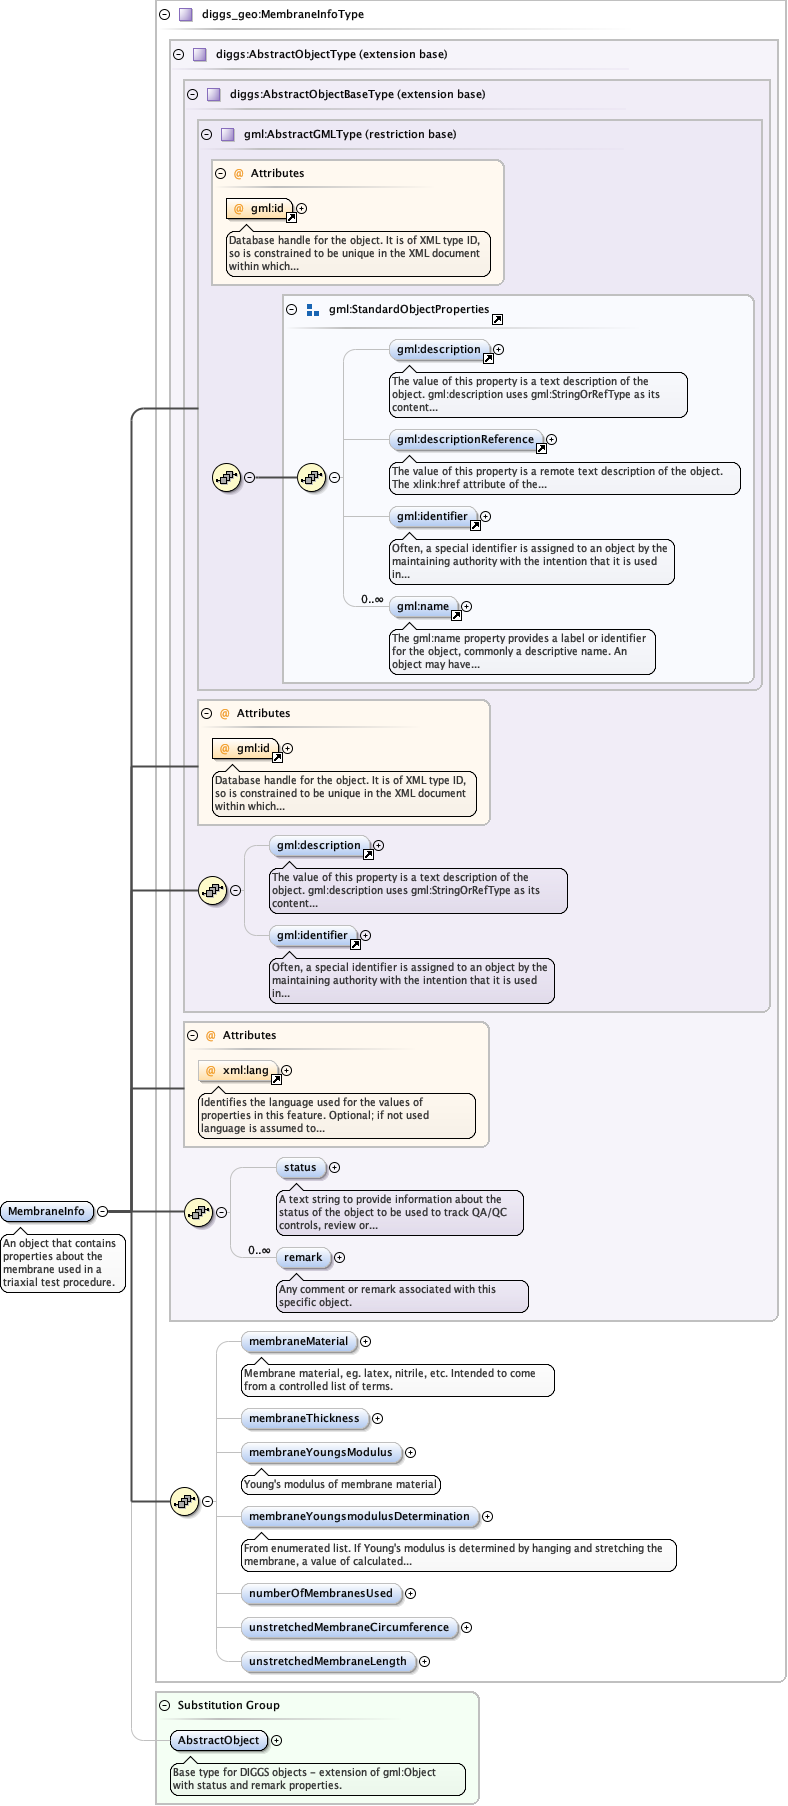 diggs_geo:MembraneInfoType
diggs:AbstractObjectType (extension base)
diggs:AbstractObjectBaseType (extension base)
gml:AbstractGMLType (restriction base)
@ Attributes
@ gml:id
Database handle for the object. It is of XML type ID,
so is constrained to be unique in the XML document
within which...
gml:StandardObjectProperties
gml:description
The value of this property is a text description of the
object. gml:description uses gml:StringOrRefType as its
content...
gml:descriptionReference
The value of this property is a remote text description of the object.
The xlink:href attribute of the...
gml:identifier
Often, a special identifier is assigned to an object by the
maintaining authority with the intention that it is used
in...
0..∞
gml:name
The gml:name property provides a label or identifier
for the object, commonly a descriptive name. An
object may have...
@ Attributes
@ gml:id
Database handle for the object. It is of XML type ID,
so is constrained to be unique in the XML document
within which...
gml:description
The value of this property is a text description of the
object. gml:description uses gml:StringOrRefType as its
content...
gml:identifier
Often, a special identifier is assigned to an object by the
maintaining authority with the intention that it is used
in...
@ Attributes
@ xml:lang
Identifies the language used for the values of
properties in this feature. Optional; if not used
language is assumed to...
status
A text string to provide information about the
status of the object to be used to track QA/QC
controls, review or...
0..∞
remark
Any comment or remark associated with this
specific object.
MembraneInfo
An object that contains
properties about the
membrane used in a
triaxial test procedure.
membraneMaterial
Membrane material, eg. latex, nitrile, etc. Intended to come
from a controlled list of terms.
membraneThickness
membraneYoungsModulus
Young's modulus of membrane material
membraneYoungsmodulusDetermination
From enumerated list. If Young's modulus is determined by hanging and stretching the
membrane, a value of calculated...
numberOfMembranesUsed
unstretchedMembraneCircumference
unstretchedMembraneLength
Substitution Group
AbstractObject
Base type for DIGGS objects – extension of gml:Object
with status and remark properties.